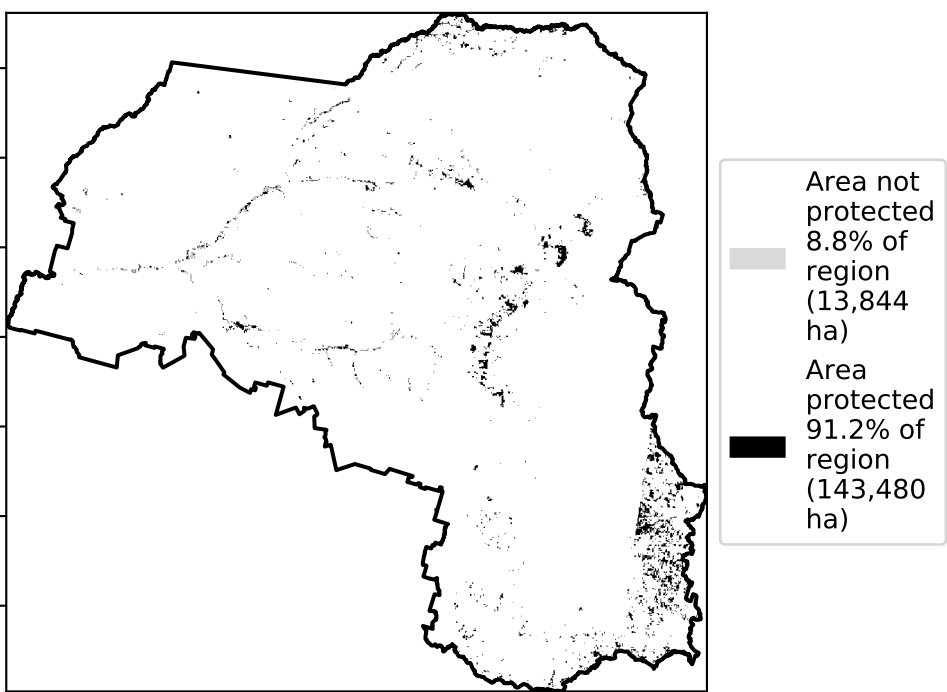 Area not
protected
8.8% of
region
(13,844
ha)
Area
protected
91.2% of
region
(143,480
ha)